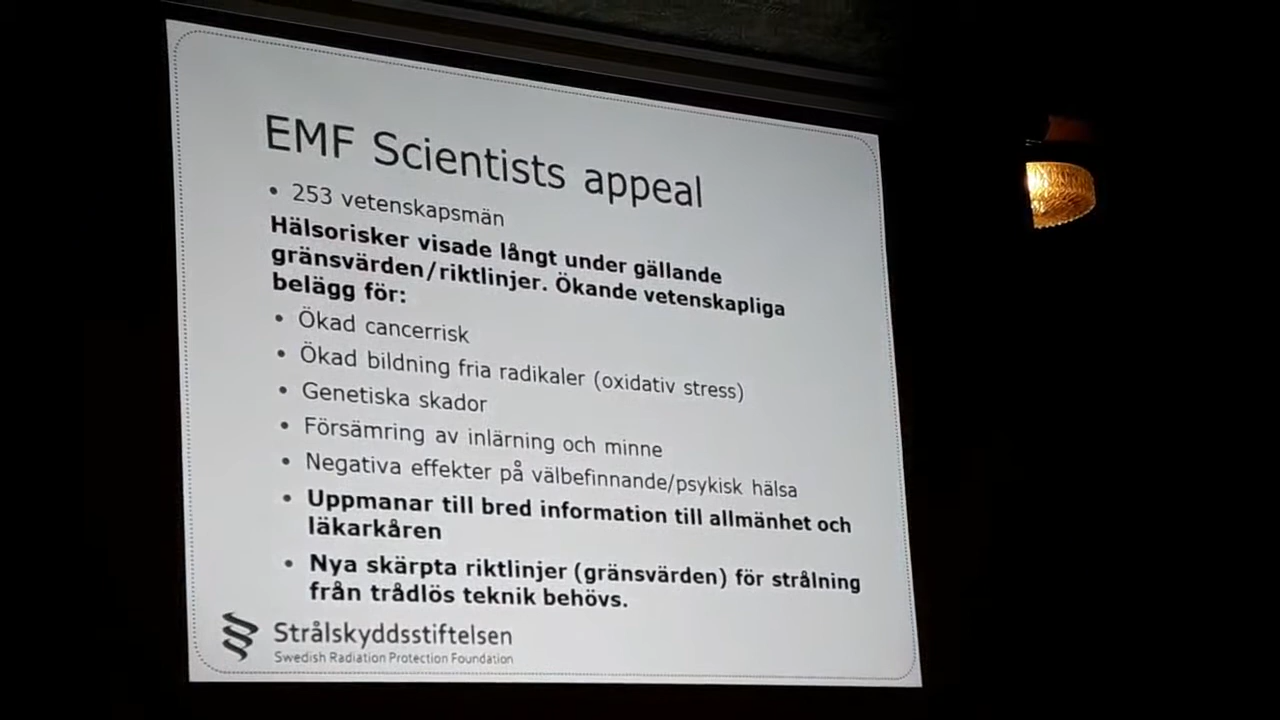 EMF Scientists appeal
• 253 vetenskapsmän
Hälsorisker visade långt under gällande
gränsvärden/riktlinjer. Ökande vetenskapliga
belägg för:
• Ökad cancerrisk
• Ökad bildning fria radikaler (oxidativ stress)
• Genetiska skador
• Försämring av inlärning och minne
• Negativa effekter på välbefinnande/psykisk hälsa
• Uppmanar till bred information till allmänhet och
läkarkåren
• Nya skärpta riktlinjer (gränsvärden) för strålning
från trådlös teknik behövs.
Strålskyddsstiftelsen
Swedish Radiation Protection Foundation